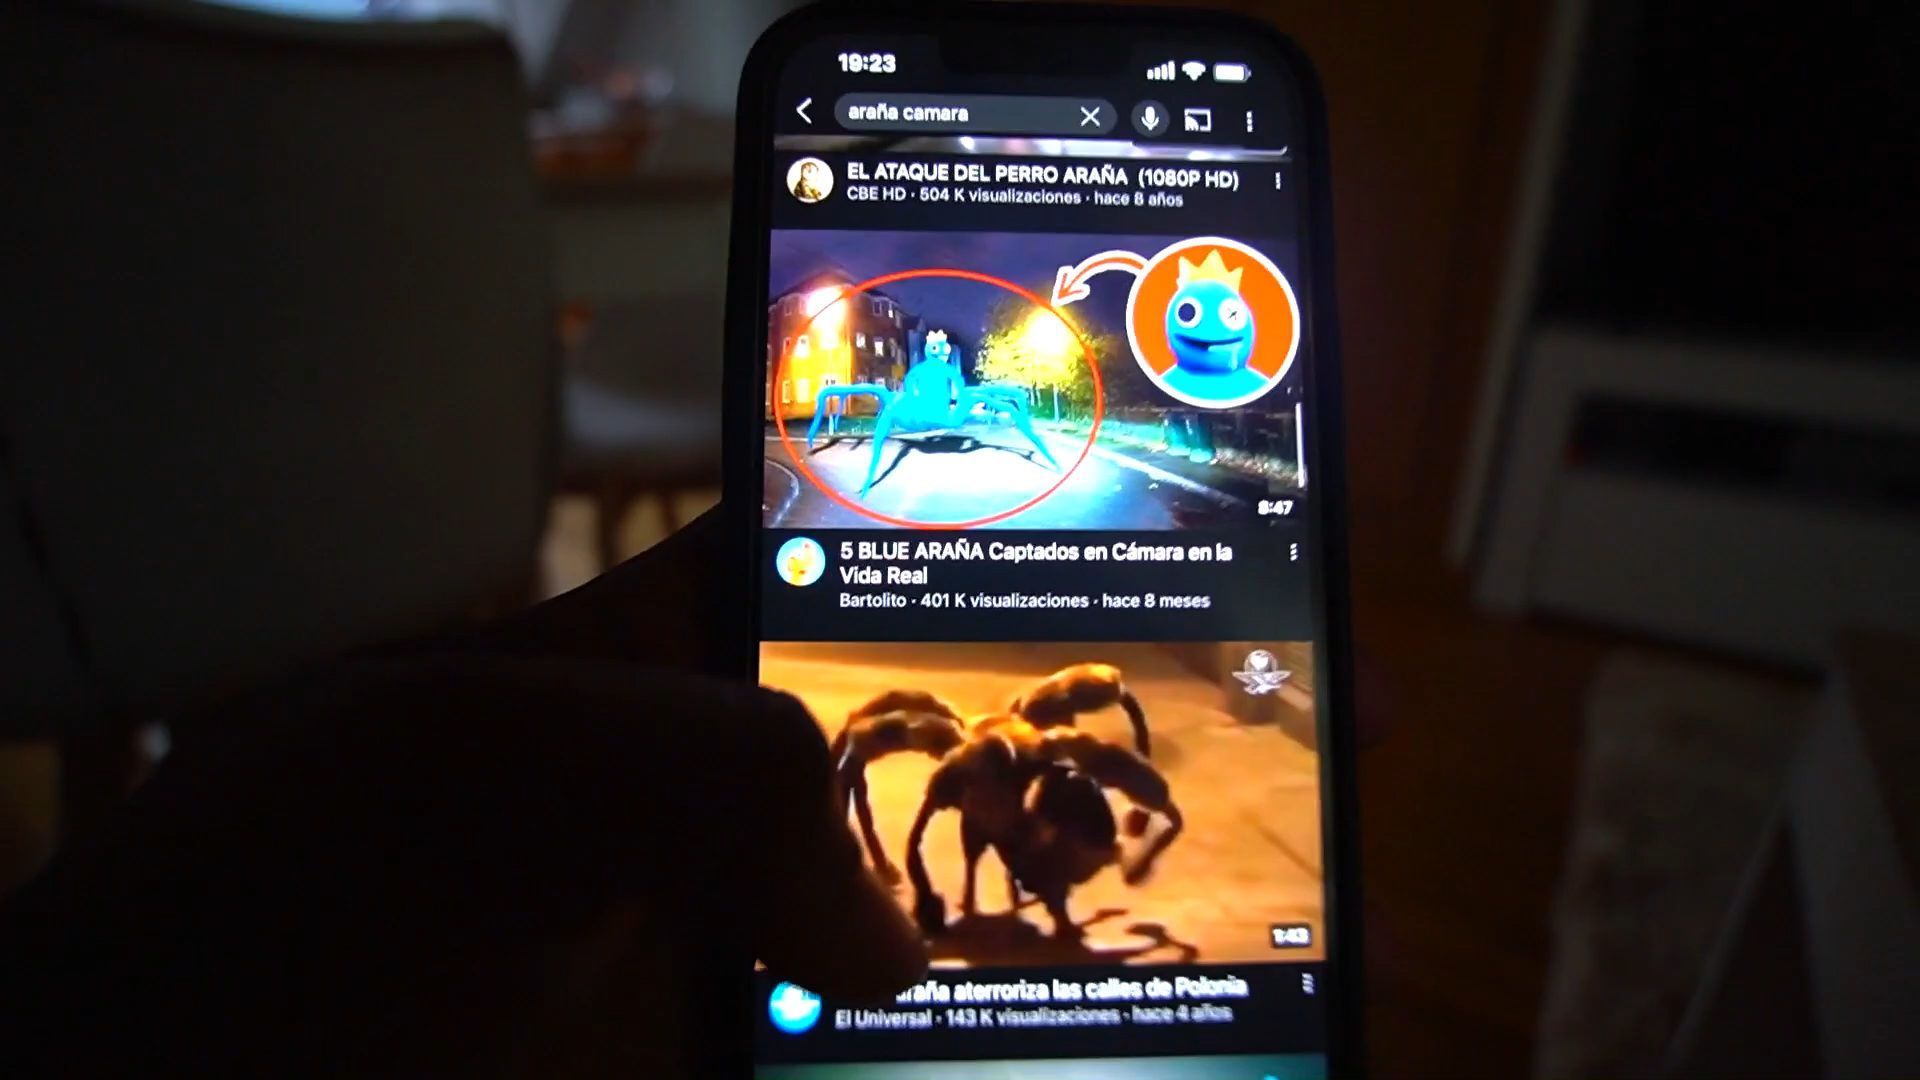 19:23
araña camara
EL ATAQUE DEL PERRO ARAÑA (1080P HD)
CBE HD · 504 K visualizaciones · hace 8 años
8:47
5 BLUE ARAÑA Captados en Cámara en la
Vida Real
Bartolito · 401 K visualizaciones · hace 8 meses
1:43
araña aterroriza las calles de Polonia
El Universal · 143 K visualizaciones · hace 4 años